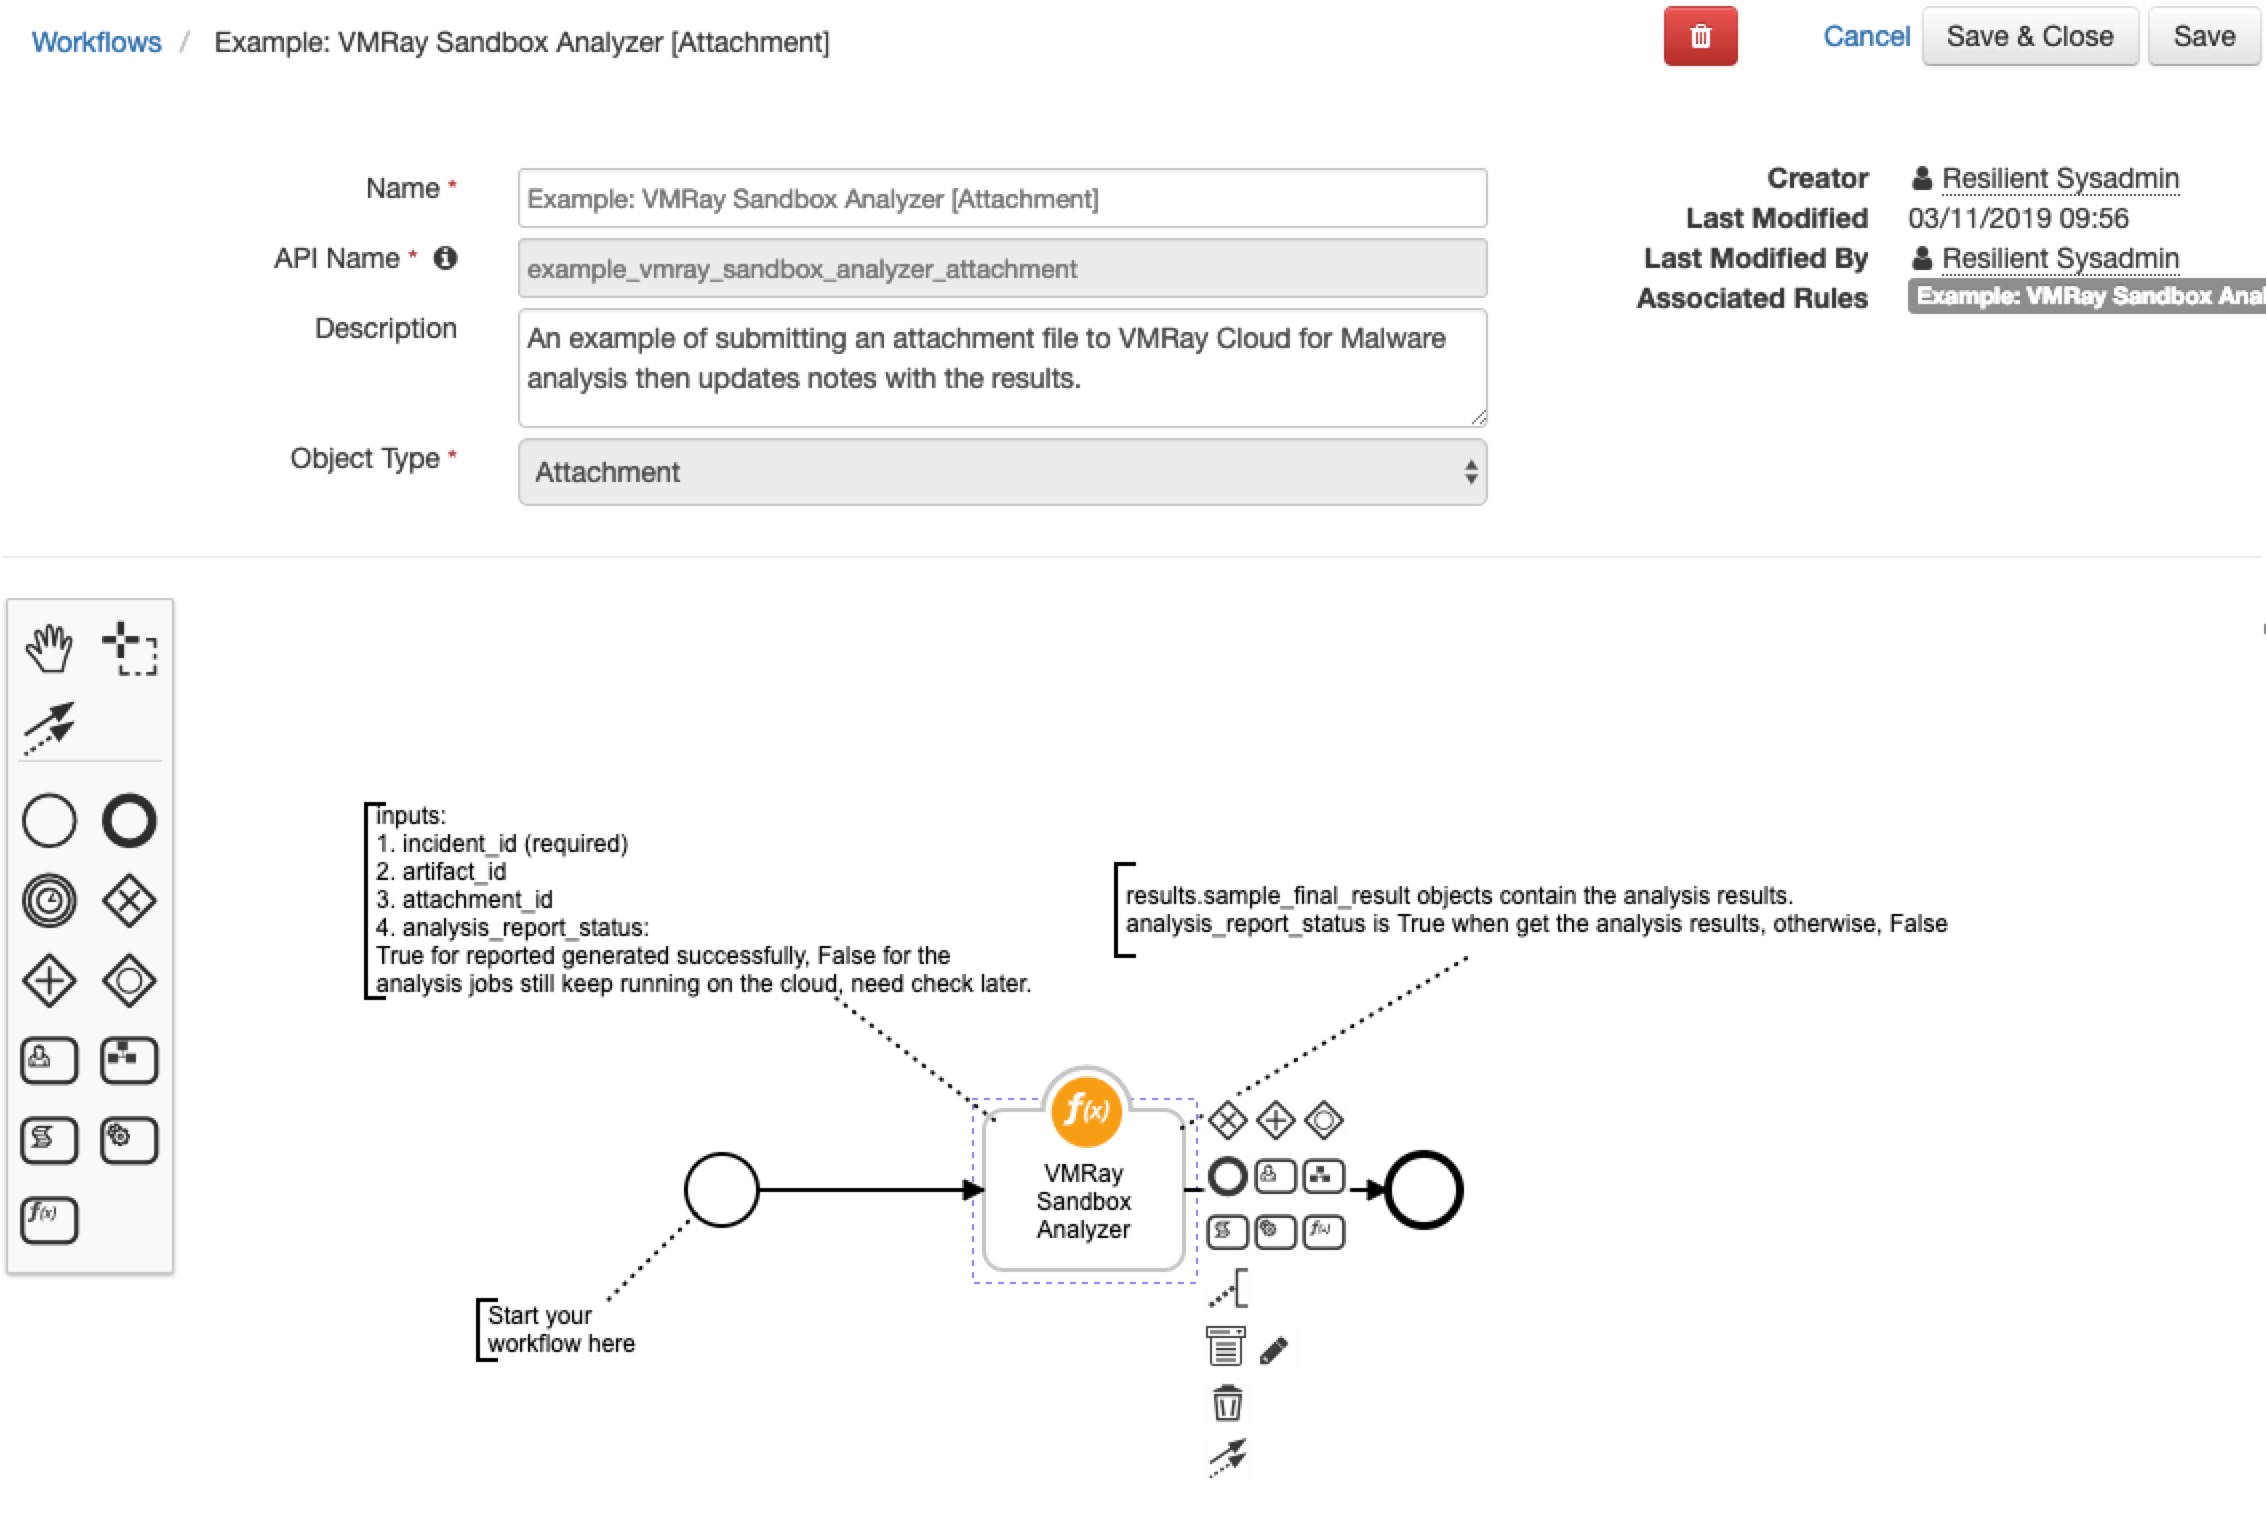 Workflows / Example: VMRay Sandbox Analyzer [Attachment]
Cancel
Save & Close
Save
Name *
Example: VMRay Sandbox Analyzer [Attachment]
API Name *
example_vmray_sandbox_analyzer_attachment
Description
An example of submitting an attachment file to VMRay Cloud for Malware
analysis then updates notes with the results.
Object Type *
Attachment
Creator
Resilient Sysadmin
Last Modified
03/11/2019 09:56
Last Modified By
Resilient Sysadmin
Associated Rules
Example: VMRay Sandbox Anal
inputs:
1. incident_id (required)
2. artifact_id
3. attachment_id
4. analysis_report_status:
True for reported generated successfully, False for the
analysis jobs still keep running on the cloud, need check later.
results.sample_final_result objects contain the analysis results.
analysis_report_status is True when get the analysis results, otherwise, False
f(x)
VMRay
Sandbox
Analyzer
f(x)
f(x)
Start your
workflow here